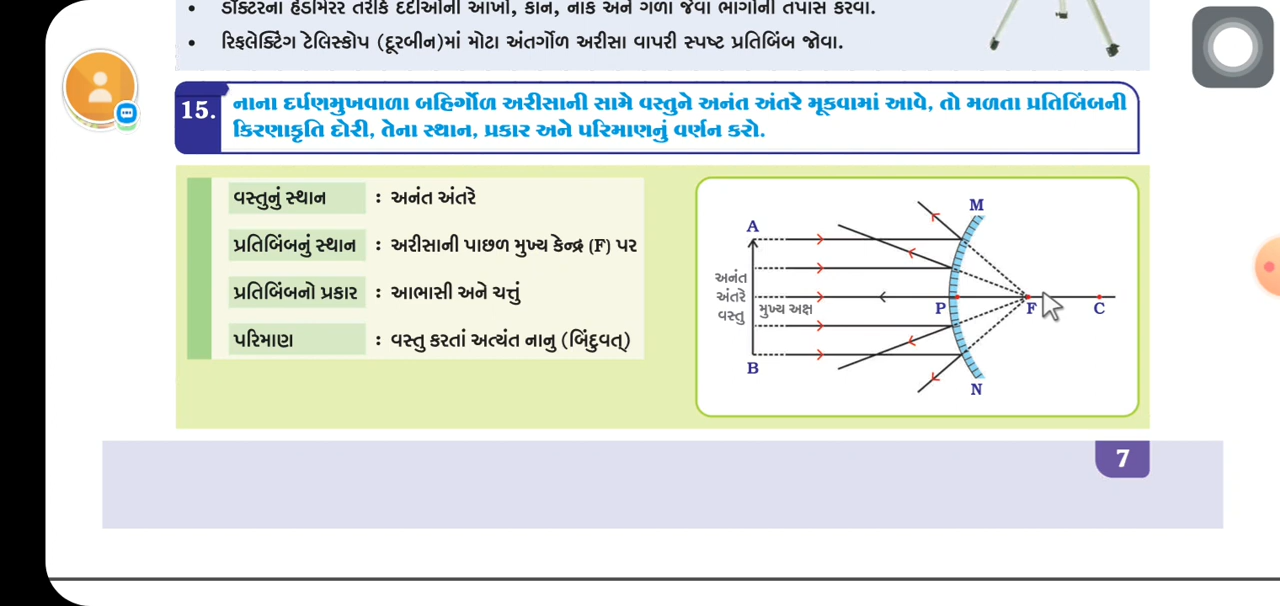 ડૉક્ટરના હેડમિરર તરીકે દર્દીઓની આંખો, કાન, નાક અને ગળા જેવા ભાગોની તપાસ કરવા.
રિફ્લેક્ટિંગ ટેલિસ્કોપ (દૂરબીન)માં મોટા અંતર્ગોળ અરીસા વાપરી સ્પષ્ટ પ્રતિબિંબ જોવા.
15. નાના દર્પણમુખવાળા બહિર્ગોળ અરીસાની સામે વસ્તુને અનંત અંતરે મૂકવામાં આવે, તો મળતા પ્રતિબિંબની
કિરણાકૃતિ દોરી, તેના સ્થાન, પ્રકાર અને પરિમાણનું વર્ણન કરો.
વસ્તુનું સ્થાન : અનંત અંતરે
પ્રતિબિંબનું સ્થાન : અરીસાની પાછળ મુખ્ય કેન્દ્ર (F) પર
પ્રતિબિંબનો પ્રકાર : આભાસી અને ચત્તું
પરિમાણ : વસ્તુ કરતાં અત્યંત નાનુ (બિંદુવત્)
M
A
અનંત
અંતરે
વસ્તુ
મુખ્ય અક્ષ
P
F
C
B
N
7